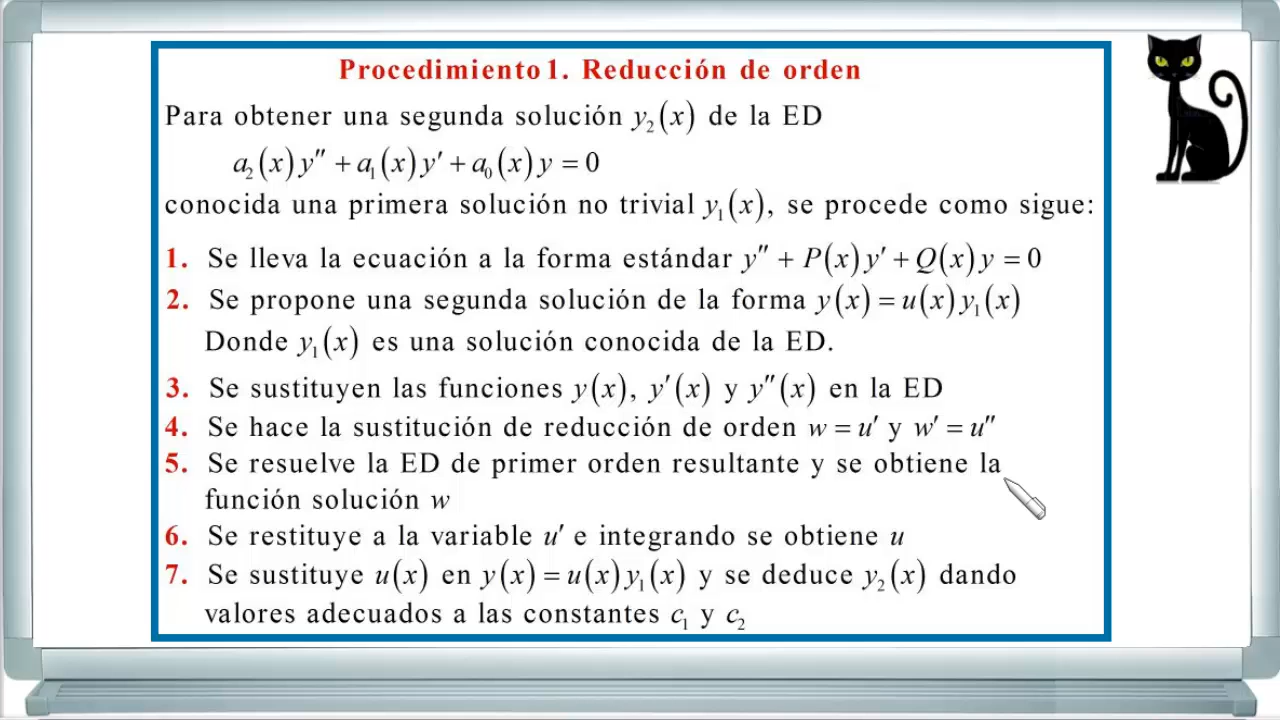 Procedimiento 1. Reducción de orden
Para obtener una segunda solución y₂(x) de la ED
a₂(x)y″ + a₁(x)y′ + a₀(x)y = 0
conocida una primera solución no trivial y₁(x), se procede como sigue:
1. Se lleva la ecuación a la forma estándar y″ + P(x)y′ + Q(x)y = 0
2. Se propone una segunda solución de la forma y(x) = u(x)y₁(x)
Donde y₁(x) es una solución conocida de la ED.
3. Se sustituyen las funciones y(x), y′(x) y y″(x) en la ED
4. Se hace la sustitución de reducción de orden w = u′ y w′ = u″
5. Se resuelve la ED de primer orden resultante y se obtiene la
función solución w
6. Se restituye a la variable u′ e integrando se obtiene u
7. Se sustituye u(x) en y(x) = u(x)y₁(x) y se deduce y₂(x) dando
valores adecuados a las constantes c₁ y c₂